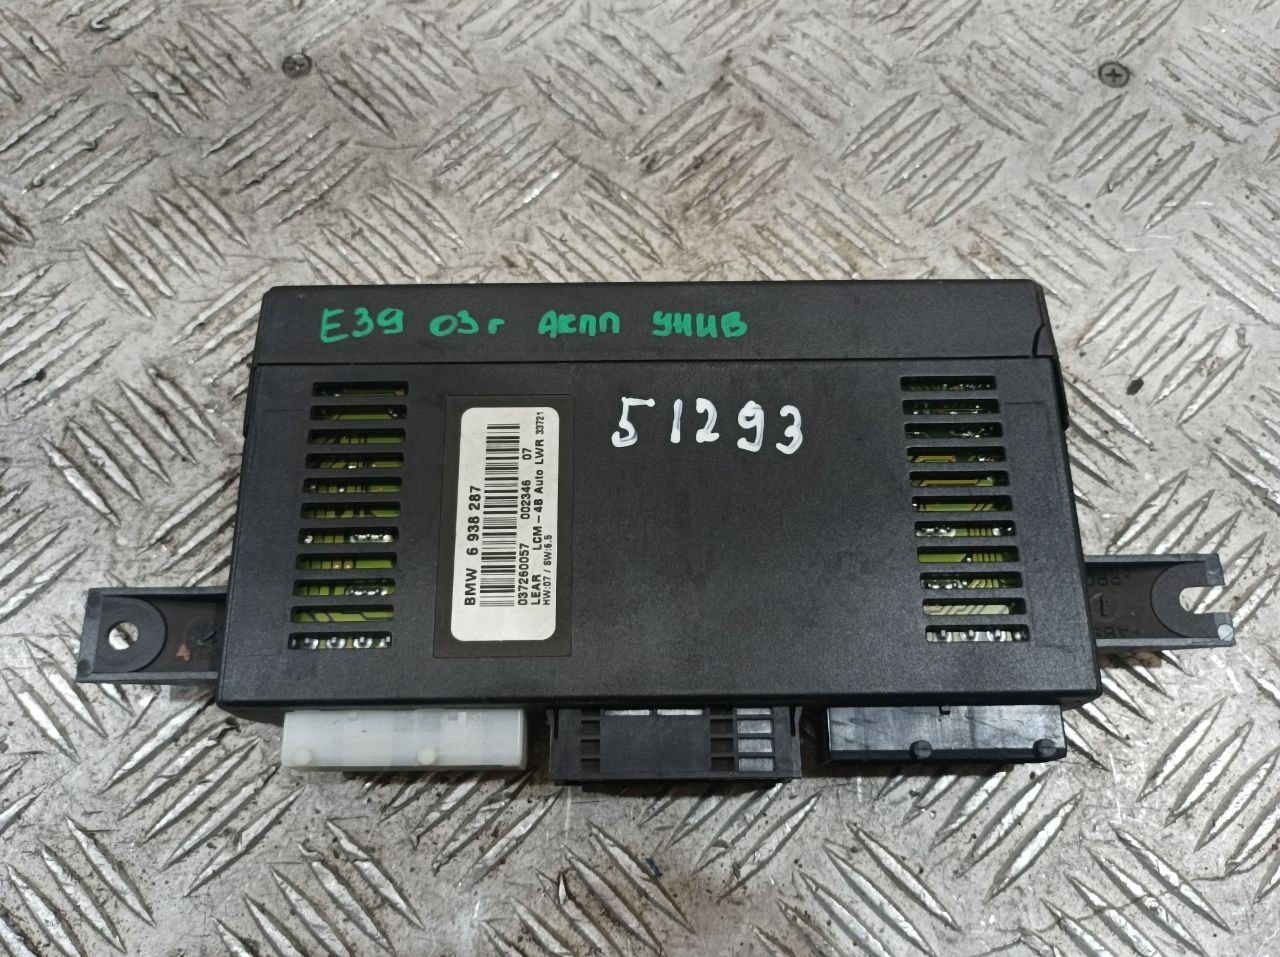 E39 03г АКПП УНИВ
51293
BMW 6 938 287
037260057 002346 07
LEAR LCM-4B Auto LWR 33721
HW:07 / SW:6.5